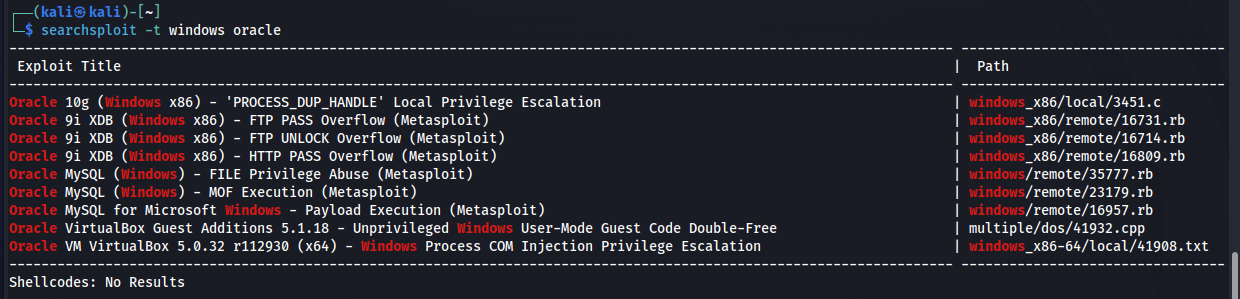 ┌──(kali㉿kali)-[~]
└─$ searchsploit -t windows oracle
Exploit Title | Path
Oracle 10g (Windows x86) - 'PROCESS_DUP_HANDLE' Local Privilege Escalation | windows_x86/local/3451.c
Oracle 9i XDB (Windows x86) - FTP PASS Overflow (Metasploit) | windows_x86/remote/16731.rb
Oracle 9i XDB (Windows x86) - FTP UNLOCK Overflow (Metasploit) | windows_x86/remote/16714.rb
Oracle 9i XDB (Windows x86) - HTTP PASS Overflow (Metasploit) | windows_x86/remote/16809.rb
Oracle MySQL (Windows) - FILE Privilege Abuse (Metasploit) | windows/remote/35777.rb
Oracle MySQL (Windows) - MOF Execution (Metasploit) | windows/remote/23179.rb
Oracle MySQL for Microsoft Windows - Payload Execution (Metasploit) | windows/remote/16957.rb
Oracle VirtualBox Guest Additions 5.1.18 - Unprivileged Windows User-Mode Guest Code Double-Free | multiple/dos/41932.cpp
Oracle VM VirtualBox 5.0.32 r112930 (x64) - Windows Process COM Injection Privilege Escalation | windows_x86-64/local/41908.txt
Shellcodes: No Results